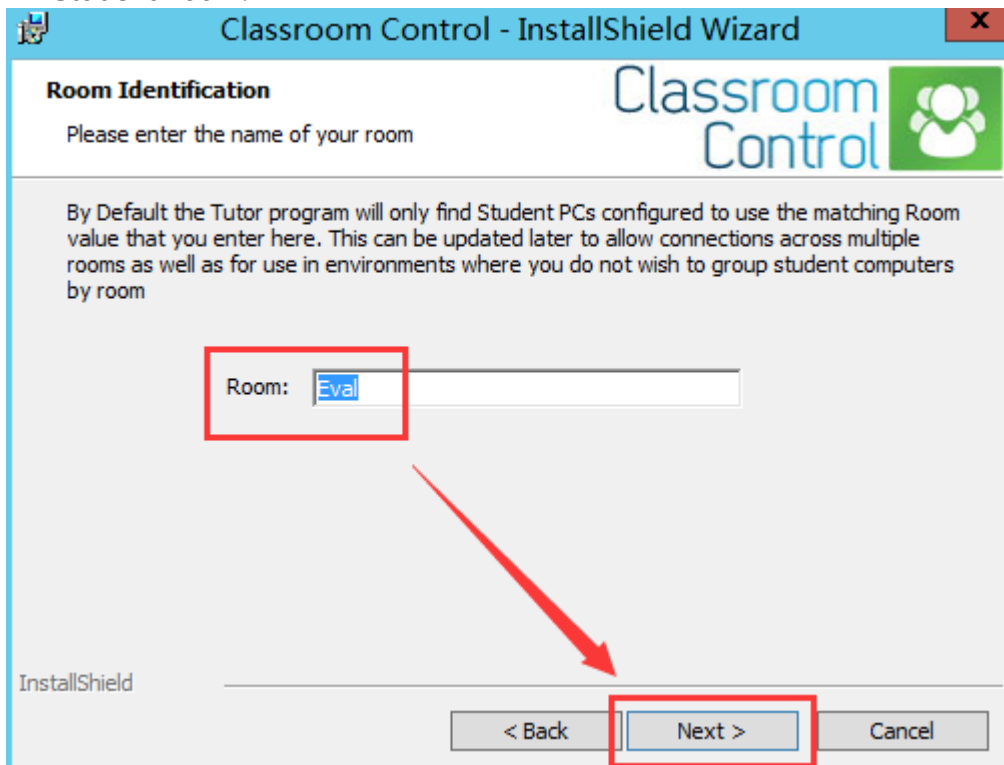 Classroom Control - InstallShield Wizard
x
Room Identification
Please enter the name of your room
Classroom
Control
By Default the Tutor program will only find Student PCs configured to use the matching Room
value that you enter here. This can be updated later to allow connections across multiple
rooms as well as for use in environments where you do not wish to group student computers
by room
Room: Eval
InstallShield
< Back Next > Cancel